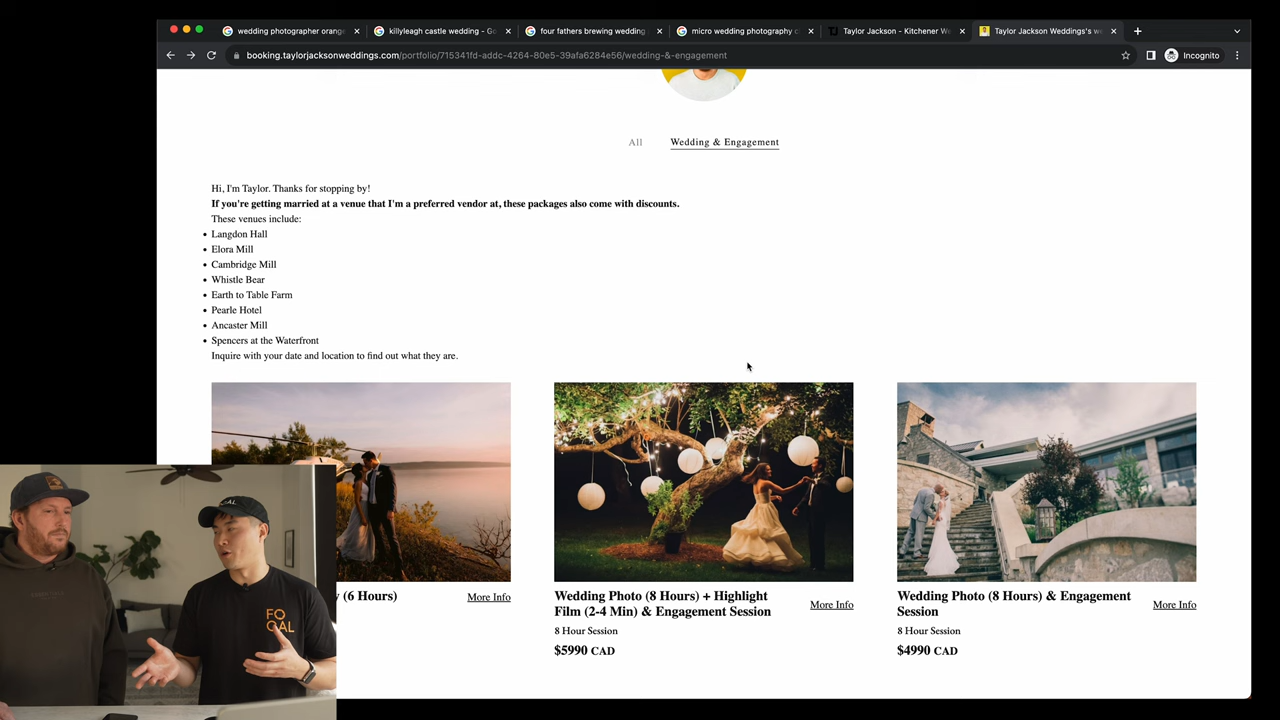 wedding photographer orang
killyleagh castle wedding - Go
four fathers brewing wedding
micro wedding photography c
Taylor Jackson - Kitchener We
Taylor Jackson Weddings's w
booking.taylorjacksonweddings.com/portfolio/715341fd-addc-4264-80e5-39afa6284e56/wedding-&-engagement
Incognito
All
Wedding & Engagement
Hi, I'm Taylor. Thanks for stopping by!
If you're getting married at a venue that I'm a preferred vendor at, these packages also come with discounts.
These venues include:
Langdon Hall
Elora Mill
Cambridge Mill
Whistle Bear
Earth to Table Farm
Pearle Hotel
Ancaster Mill
Spencers at the Waterfront
Inquire with your date and location to find out what they are.
(6 Hours)
More Info
Wedding Photo (8 Hours) + Highlight
Film (2-4 Min) & Engagement Session
More Info
8 Hour Session
$5990 CAD
Wedding Photo (8 Hours) & Engagement
Session
More Info
8 Hour Session
$4990 CAD
FO
CAL